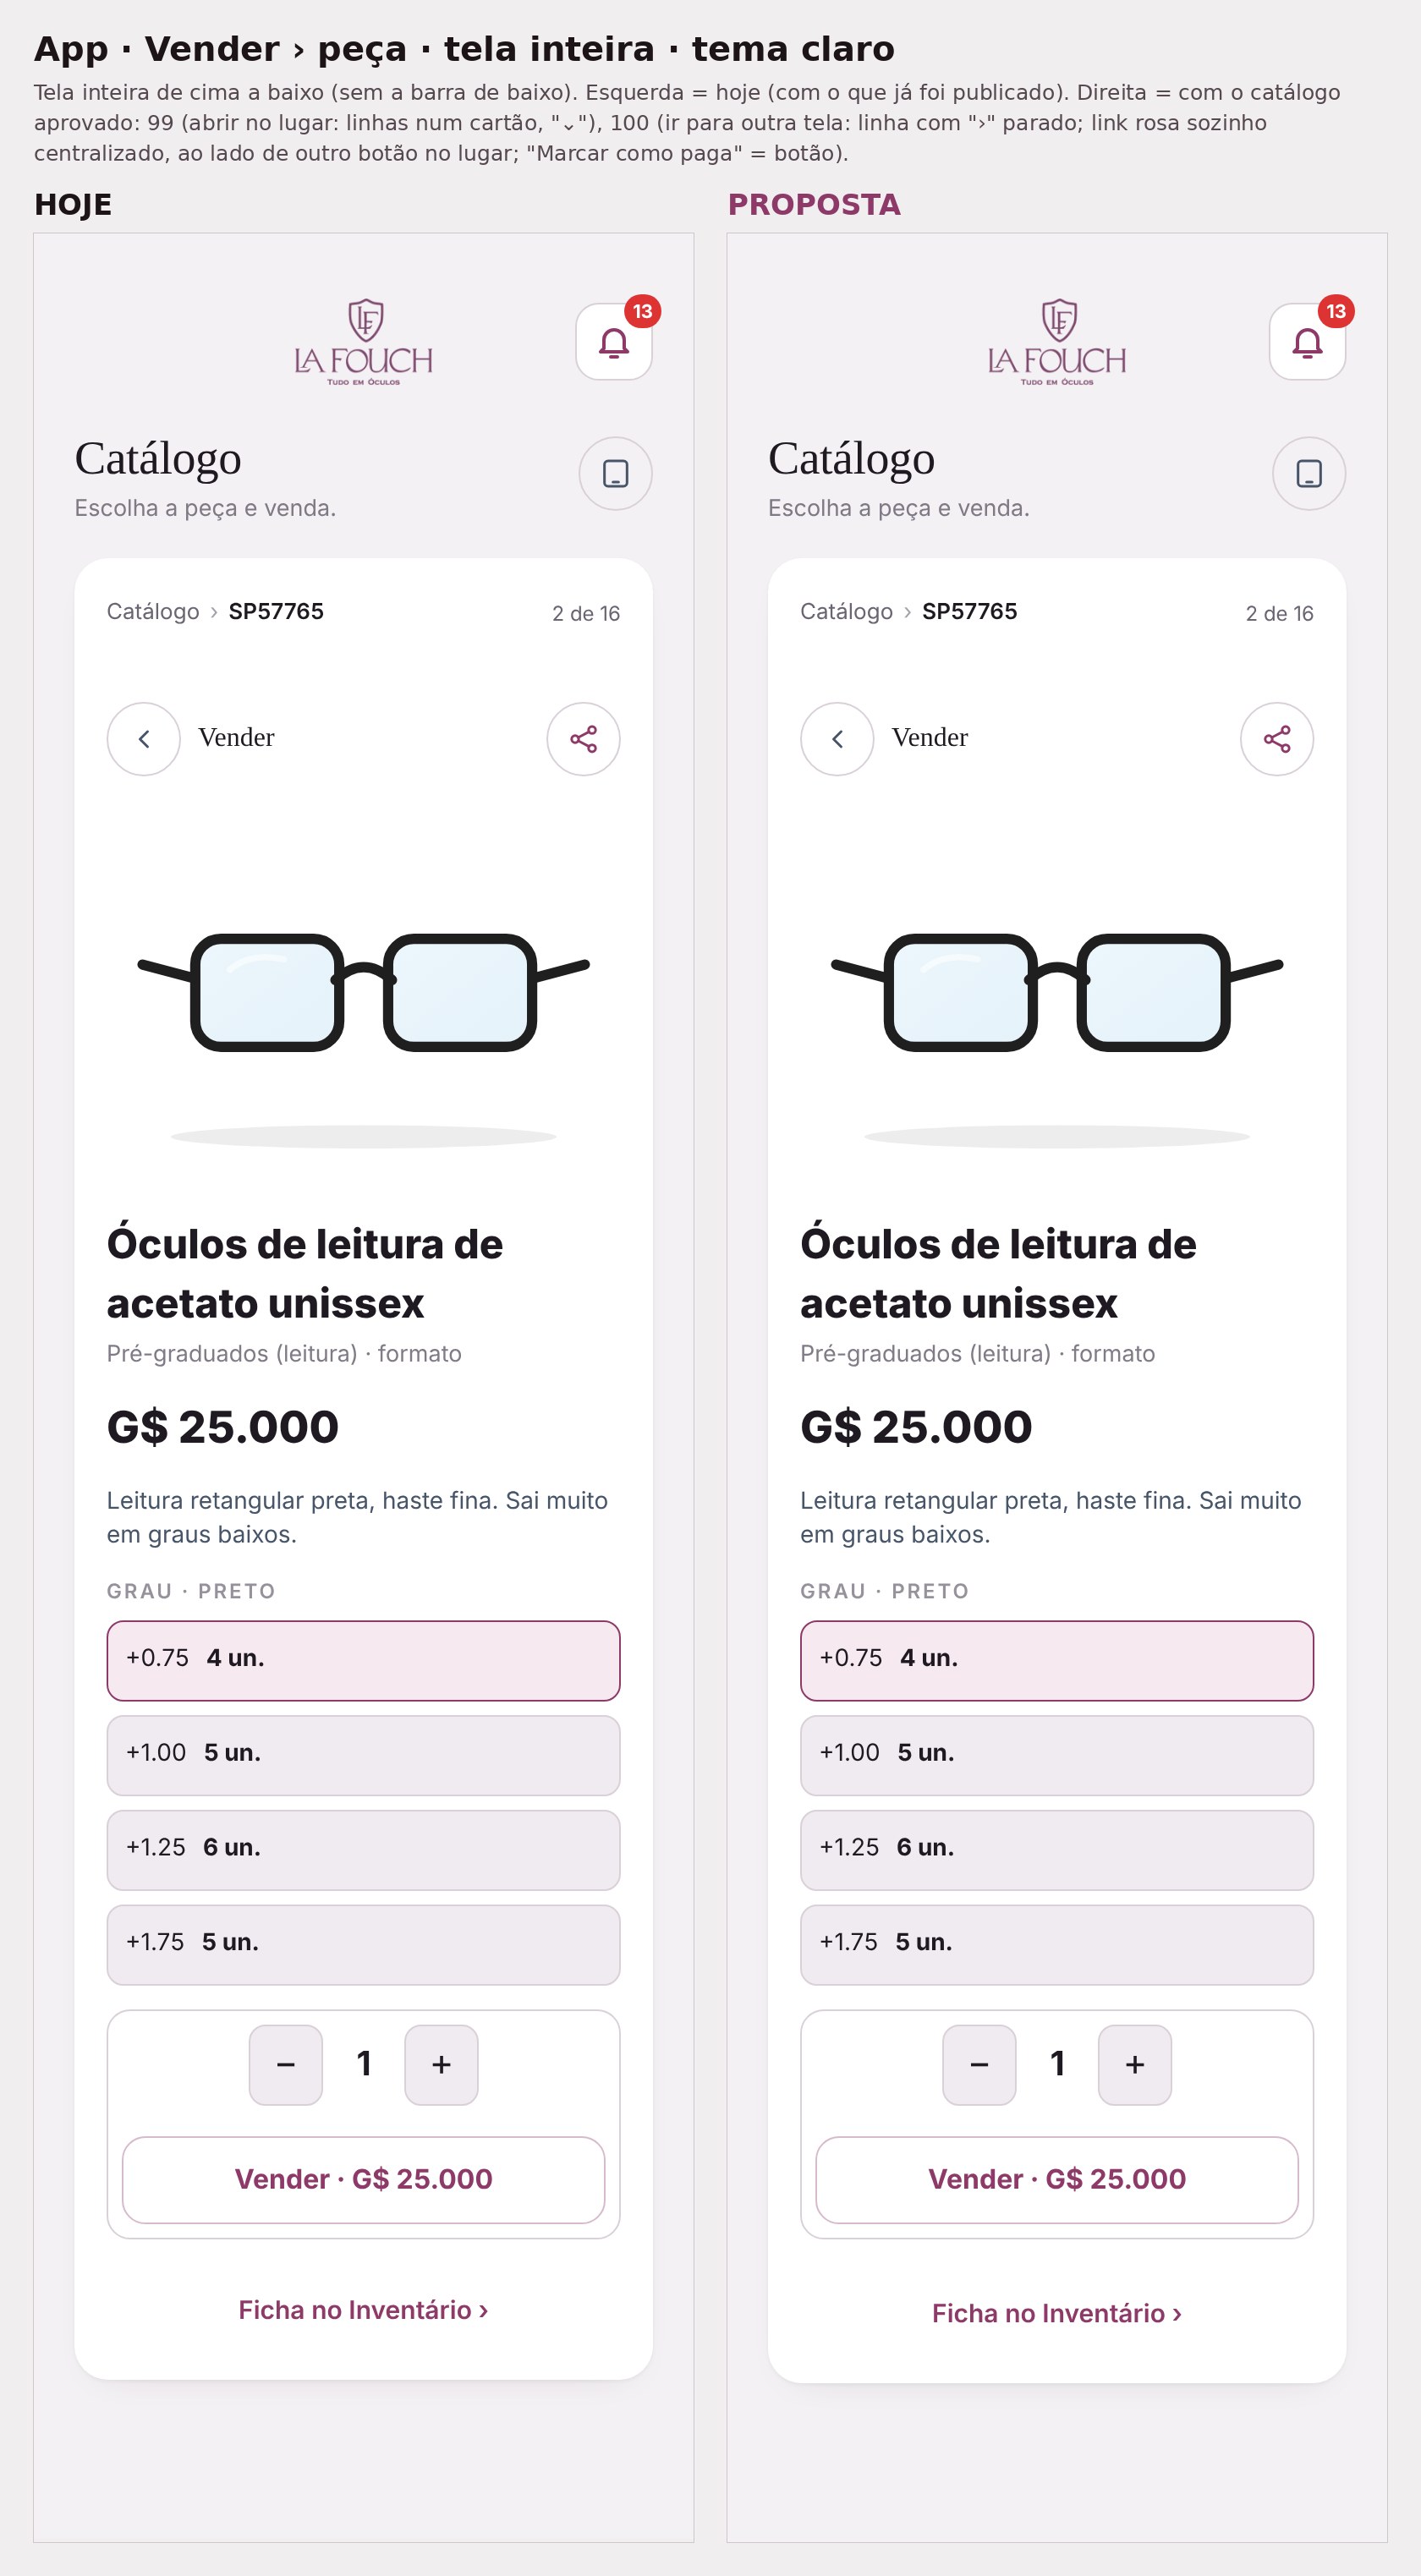 App · Vender › peça · tela inteira · tema claro
Tela inteira de cima a baixo (sem a barra de baixo). Esquerda = hoje (com o que já foi publicado). Direita = com o catálogo
aprovado: 99 (abrir no lugar: linhas num cartão, "⌄"), 100 (ir para outra tela: linha com "›" parado; link rosa sozinho
centralizado, ao lado de outro botão no lugar; "Marcar como paga" = botão).
HOJE
LF
LA FOUCH
TUDO EM ÓCULOS
13
Catálogo
Escolha a peça e venda.
Catálogo › SP57765
2 de 16
Vender
Óculos de leitura de
acetato unissex
Pré-graduados (leitura) · formato
G$ 25.000
Leitura retangular preta, haste fina. Sai muito
em graus baixos.
GRAU · PRETO
+0.75 4 un.
+1.00 5 un.
+1.25 6 un.
+1.75 5 un.
− 1 +
Vender · G$ 25.000
Ficha no Inventário ›
PROPOSTA
LF
LA FOUCH
TUDO EM ÓCULOS
13
Catálogo
Escolha a peça e venda.
Catálogo › SP57765
2 de 16
Vender
Óculos de leitura de
acetato unissex
Pré-graduados (leitura) · formato
G$ 25.000
Leitura retangular preta, haste fina. Sai muito
em graus baixos.
GRAU · PRETO
+0.75 4 un.
+1.00 5 un.
+1.25 6 un.
+1.75 5 un.
− 1 +
Vender · G$ 25.000
Ficha no Inventário ›